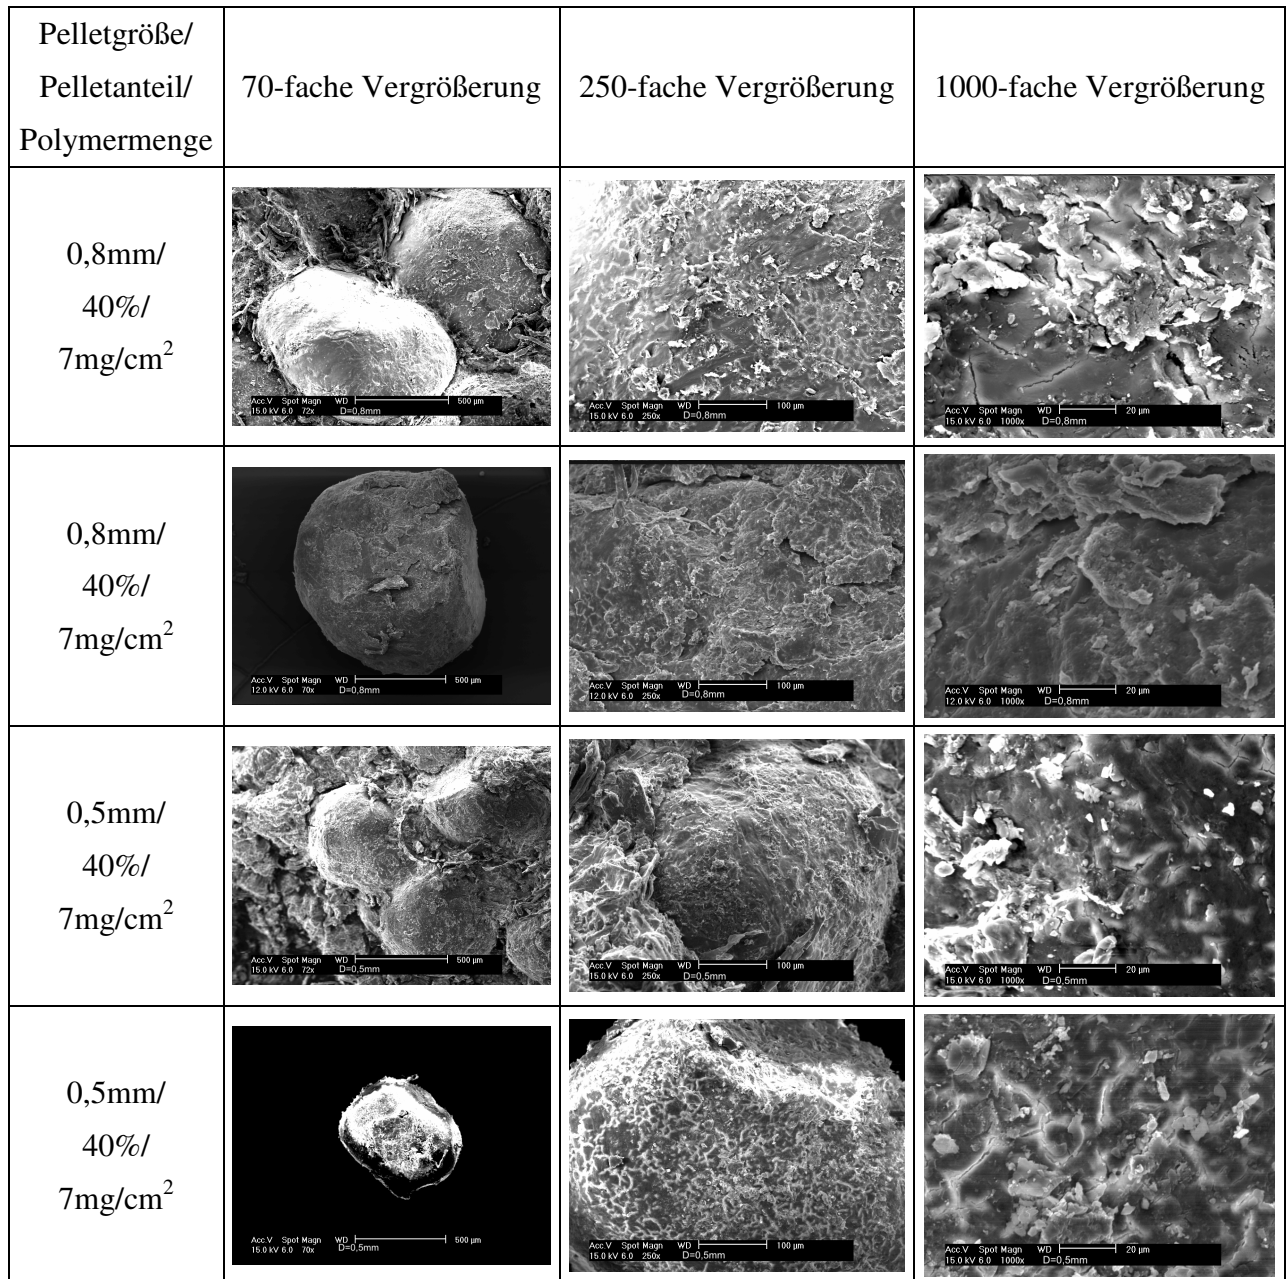 Pelletgröße/
Pelletanteil/
Polymermenge
70-fache Vergrößerung
250-fache Vergrößerung
1000-fache Vergrößerung
0,8mm/
40%/
7mg/cm²
Acc.V Spot Magn WD 500 µm
15.0 kV 6.0 72x D=0,8mm
Acc.V Spot Magn WD 100 µm
15.0 kV 6.0 250x D=0,8mm
Acc.V Spot Magn WD 20 µm
15.0 kV 6.0 1000x D=0,8mm
0,8mm/
40%/
7mg/cm²
Acc.V Spot Magn WD 500 µm
12.0 kV 6.0 70x D=0,8mm
Acc.V Spot Magn WD 100 µm
12.0 kV 6.0 250x D=0,8mm
Acc.V Spot Magn WD 20 µm
12.0 kV 6.0 1000x D=0,8mm
0,5mm/
40%/
7mg/cm²
Acc.V Spot Magn WD 500 µm
15.0 kV 6.0 72x D=0,5mm
Acc.V Spot Magn WD 100 µm
15.0 kV 6.0 250x D=0,5mm
Acc.V Spot Magn WD 20 µm
15.0 kV 6.0 1000x D=0,5mm
0,5mm/
40%/
7mg/cm²
Acc.V Spot Magn WD 500 µm
15.0 kV 6.0 70x D=0,5mm
Acc.V Spot Magn WD 100 µm
15.0 kV 6.0 250x D=0,5mm
Acc.V Spot Magn WD 20 µm
15.0 kV 6.0 1000x D=0,5mm